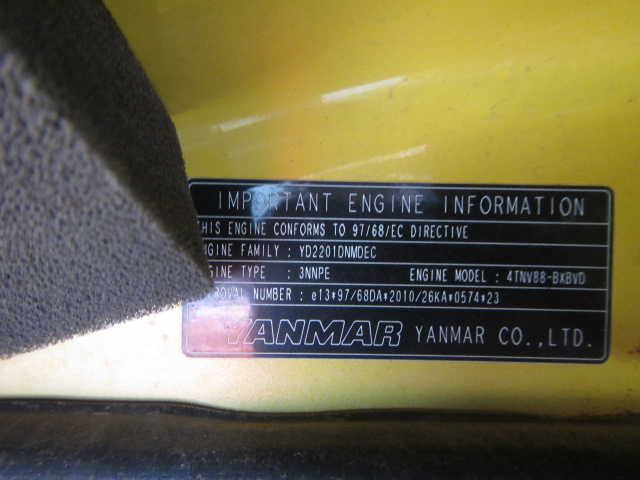 IMPORTANT ENGINE INFORMATION
THIS ENGINE CONFORMS TO 97/68/EC DIRECTIVE
ENGINE FAMILY : YD2201DNMDEC
ENGINE TYPE : 3NNPE ENGINE MODEL : 4TNV88-BXBVD
NUMBER : e13*97/68DA*2010/26KA*0574*23
YANMAR YANMAR CO.,LTD.